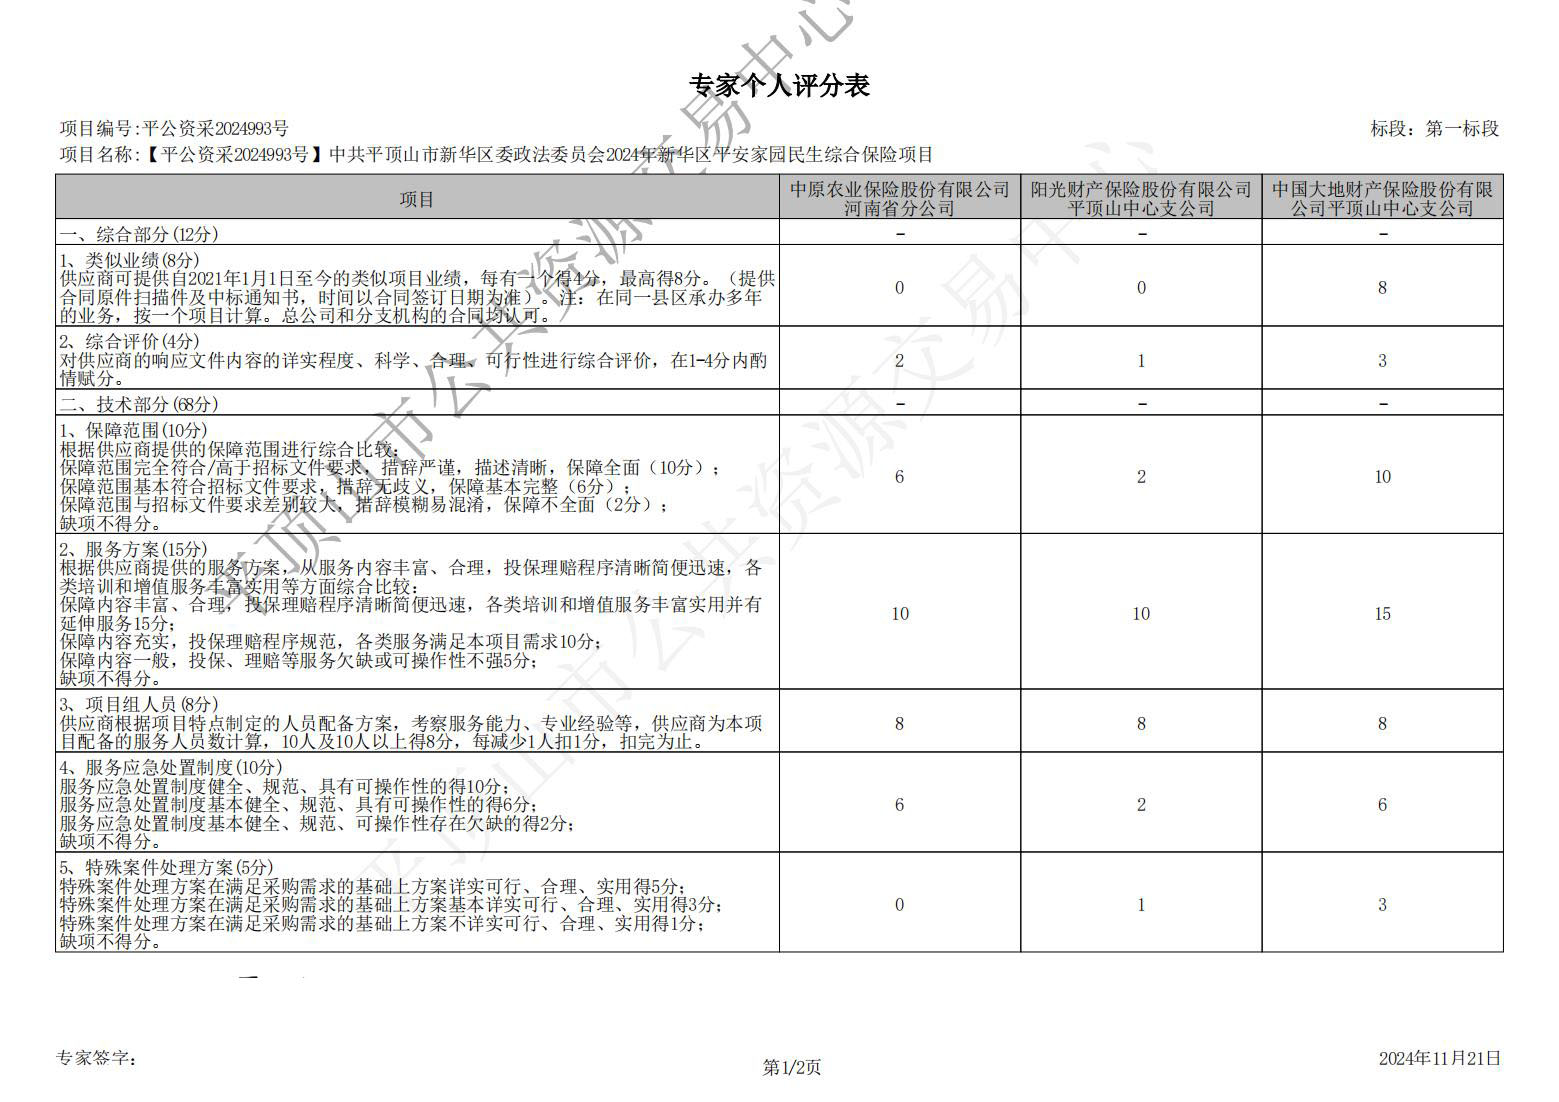 专家个人评分表
项目编号:平公资采2024993号
标段：第一标段
项目名称:【平公资采2024993号】中共平顶山市新华区委政法委员会2024年新华区平安家园民生综合保险项目
项目
中原农业保险股份有限公司
河南省分公司
阳光财产保险股份有限公司
平顶山中心支公司
中国大地财产保险股份有限
公司平顶山中心支公司
一、综合部分(12分)
-
-
-
1、类似业绩(8分)
供应商可提供自2021年1月1日至今的类似项目业绩，每有一个得4分，最高得8分。（提供
合同原件扫描件及中标通知书，时间以合同签订日期为准）。注：在同一县区承办多年
的业务，按一个项目计算。总公司和分支机构的合同均认可。
0
0
8
2、综合评价(4分)
对供应商的响应文件内容的详实程度、科学、合理、可行性进行综合评价，在1-4分内酌
情赋分。
2
1
3
二、技术部分(68分)
-
-
-
1、保障范围(10分)
根据供应商提供的保障范围进行综合比较：
保障范围完全符合/高于招标文件要求，措辞严谨，描述清晰，保障全面（10分）；
保障范围基本符合招标文件要求，措辞无歧义，保障基本完整（6分）；
保障范围与招标文件要求差别较大，措辞模糊易混淆，保障不全面（2分）；
缺项不得分。
6
2
10
2、服务方案(15分)
根据供应商提供的服务方案，从服务内容丰富、合理，投保理赔程序清晰简便迅速，各
类培训和增值服务丰富实用等方面综合比较：
保障内容丰富、合理，投保理赔程序清晰简便迅速，各类培训和增值服务丰富实用并有
延伸服务15分；
保障内容充实，投保理赔程序规范，各类服务满足本项目需求10分；
保障内容一般，投保、理赔等服务欠缺或可操作性不强5分；
缺项不得分。
10
10
15
3、项目组人员(8分)
供应商根据项目特点制定的人员配备方案，考察服务能力、专业经验等，供应商为本项
目配备的服务人员数计算，10人及10人以上得8分，每减少1人扣1分，扣完为止。
8
8
8
4、服务应急处置制度(10分)
服务应急处置制度健全、规范、具有可操作性的得10分；
服务应急处置制度基本健全、规范、具有可操作性的得6分；
服务应急处置制度基本健全、规范、可操作性存在欠缺的得2分；
缺项不得分。
6
2
6
5、特殊案件处理方案(5分)
特殊案件处理方案在满足采购需求的基础上方案详实可行、合理、实用得5分；
特殊案件处理方案在满足采购需求的基础上方案基本详实可行、合理、实用得3分；
特殊案件处理方案在满足采购需求的基础上方案不详实可行、合理、实用得1分；
缺项不得分。
0
1
3
专家签字：
第1/2页
2024年11月21日
平顶山市公共资源交易中心
平顶山市公共资源交易中心